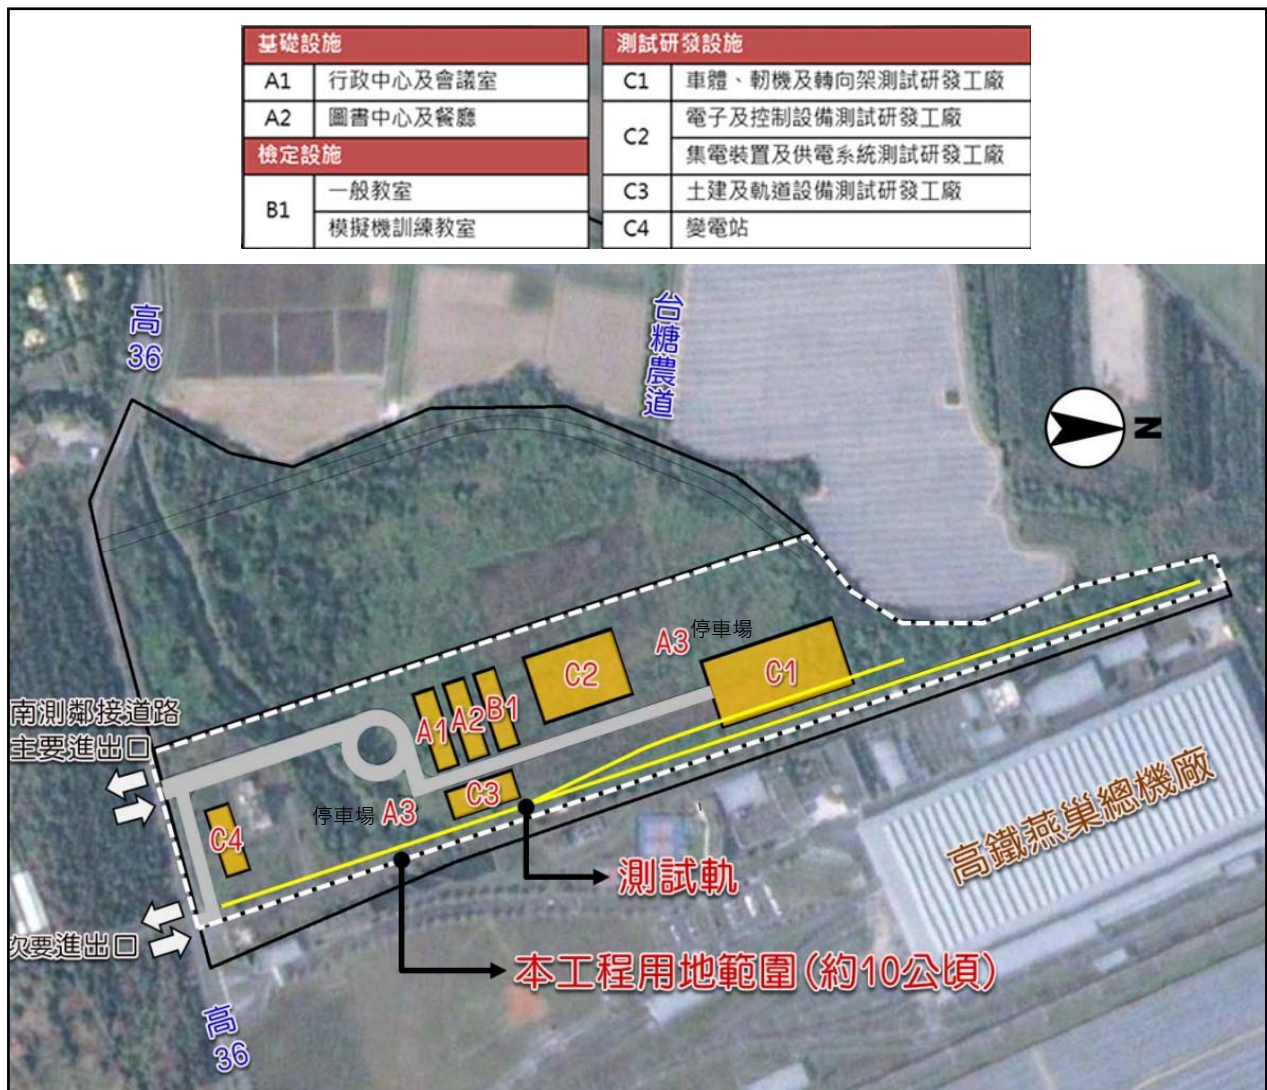 基礎設施
A1 行政中心及會議室
A2 圖書中心及餐廳
檢定設施
B1 一般教室
模擬機訓練教室
測試研發設施
C1 車體、軔機及轉向架測試研發工廠
C2 電子及控制設備測試研發工廠
集電裝置及供電系統測試研發工廠
C3 土建及軌道設備測試研發工廠
C4 變電站
高
36
台糖農道
N
A3 停車場
C2
C1
A1
A2
B1
南測鄰接道路
主要進出口
C3
停車場 A3
C4
高鐵燕巢總機廠
測試軌
次要進出口
本工程用地範圍(約10公頃)
高
36